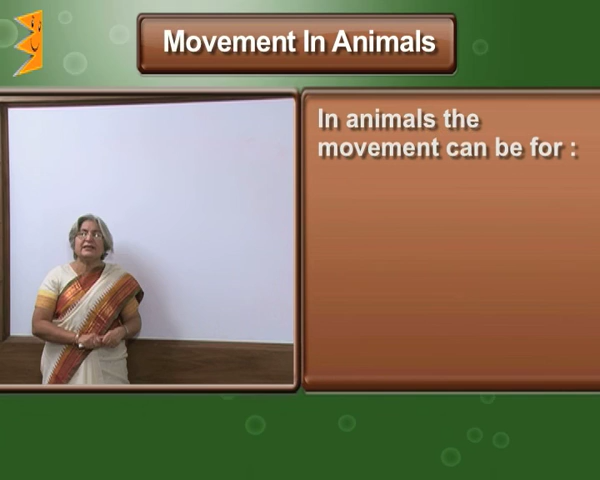 Movement In Animals
In animals the
movement can be for :